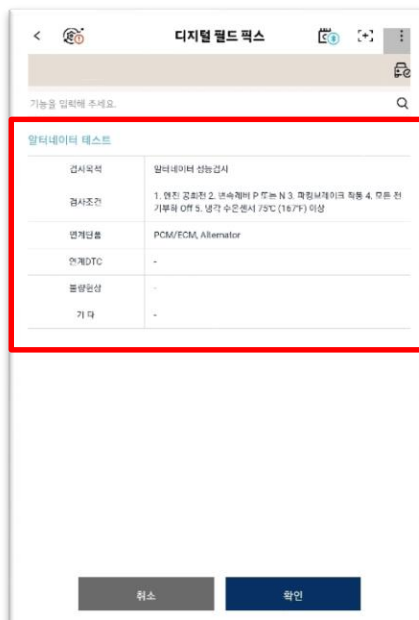 디지털 필드 픽스
기능을 입력해 주세요.
알터네이터 테스트
검사목적 알터네이터 성능검사
검사조건 1. 엔진 공회전 2. 변속레버 P 또는 N 3. 파킹브레이크 작동 4. 모든 전
기부하 Off 5. 냉각 수온센서 75℃ (167℉) 이상
연계단품 PCM/ECM, Alternator
연계DTC -
불량현상 -
기 타 -
취소 확인